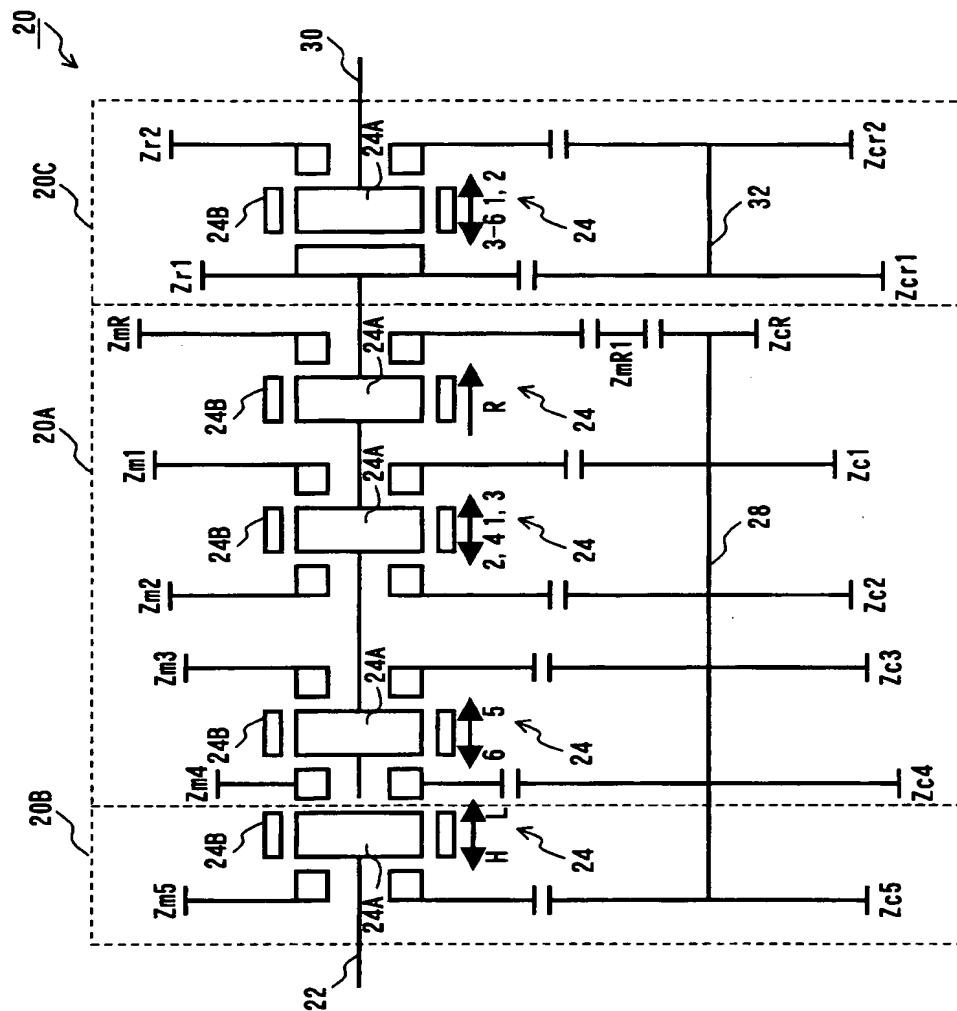 20
20B
20A
20C
Zm5
Zm4
Zm3
Zm2
Zm1
ZmR
Zr1
Zr2
24B
24B
24B
24B
24B
22
24A
24A
24A
24A
24A
30
H L
6 5
2, 4 1, 3
R
3-6 1, 2
24
24
24
24
24
ZmR1
28
32
Zc5
Zc4
Zc3
Zc2
Zc1
ZcR
Zcr1
Zcr2